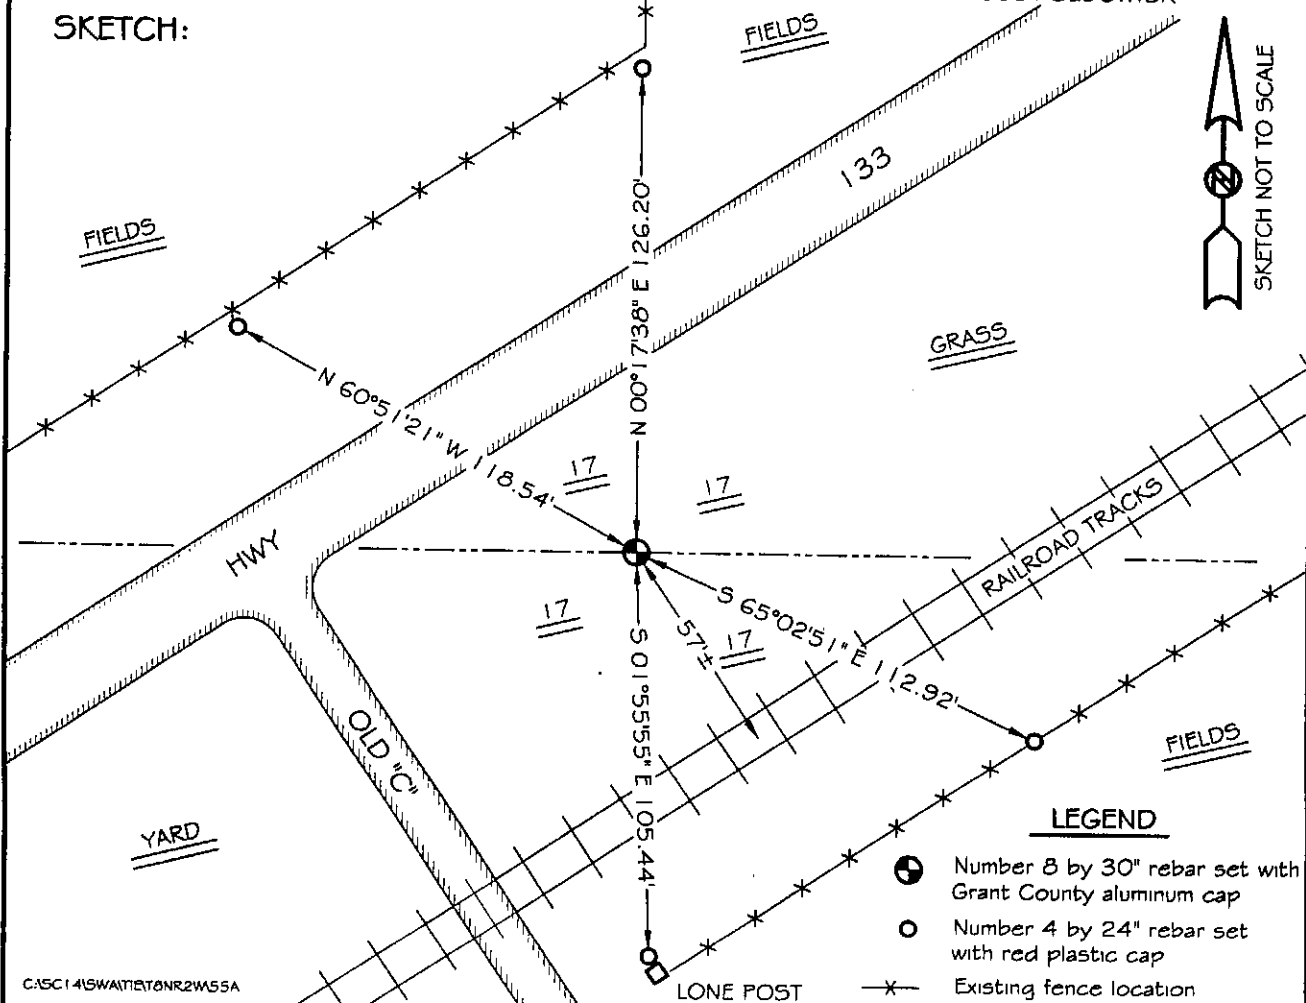 SKETCH:
FIELDS
SKETCH NOT TO SCALE
133
FIELDS
N 00°17'38" E 126.20'
GRASS
N 60°51'21" W 118.54'
17
17
RAILROAD TRACKS
HWY
17
17
S 65°02'51" E 112.92'
57'±
S 01°55'55" E 105.44'
OLD "C"
FIELDS
YARD
LEGEND
Number 8 by 30" rebar set with
Grant County aluminum cap
Number 4 by 24" rebar set
with red plastic cap
Existing fence location
LONE POST